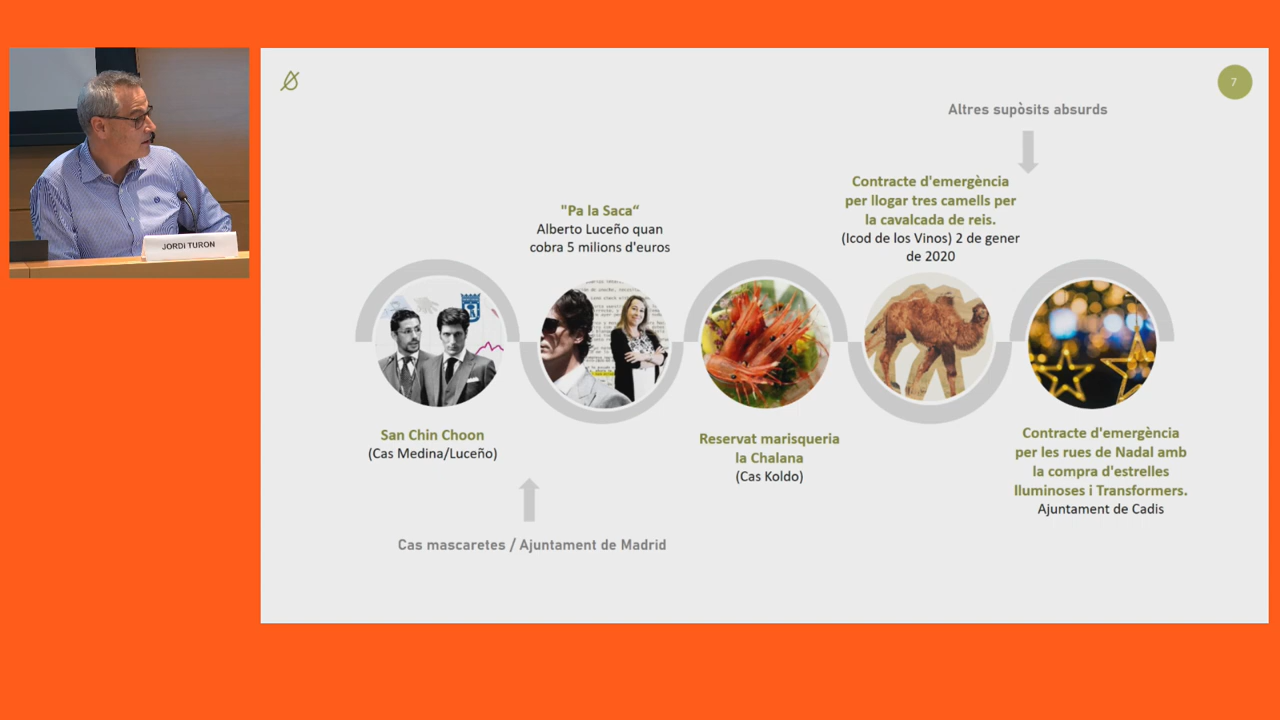 JORDI TURON
7
Altres supòsits absurds
Contracte d'emergència
per llogar tres camells per
la cavalcada de reis.
(Icod de los Vinos) 2 de gener
de 2020
"Pa la Saca“
Alberto Luceño quan
cobra 5 milions d'euros
San Chin Choon
(Cas Medina/Luceño)
Reservat marisqueria
la Chalana
(Cas Koldo)
Contracte d'emergència
per les rues de Nadal amb
la compra d'estrelles
lluminoses i Transformers.
Ajuntament de Cadis
Cas mascaretes / Ajuntament de Madrid